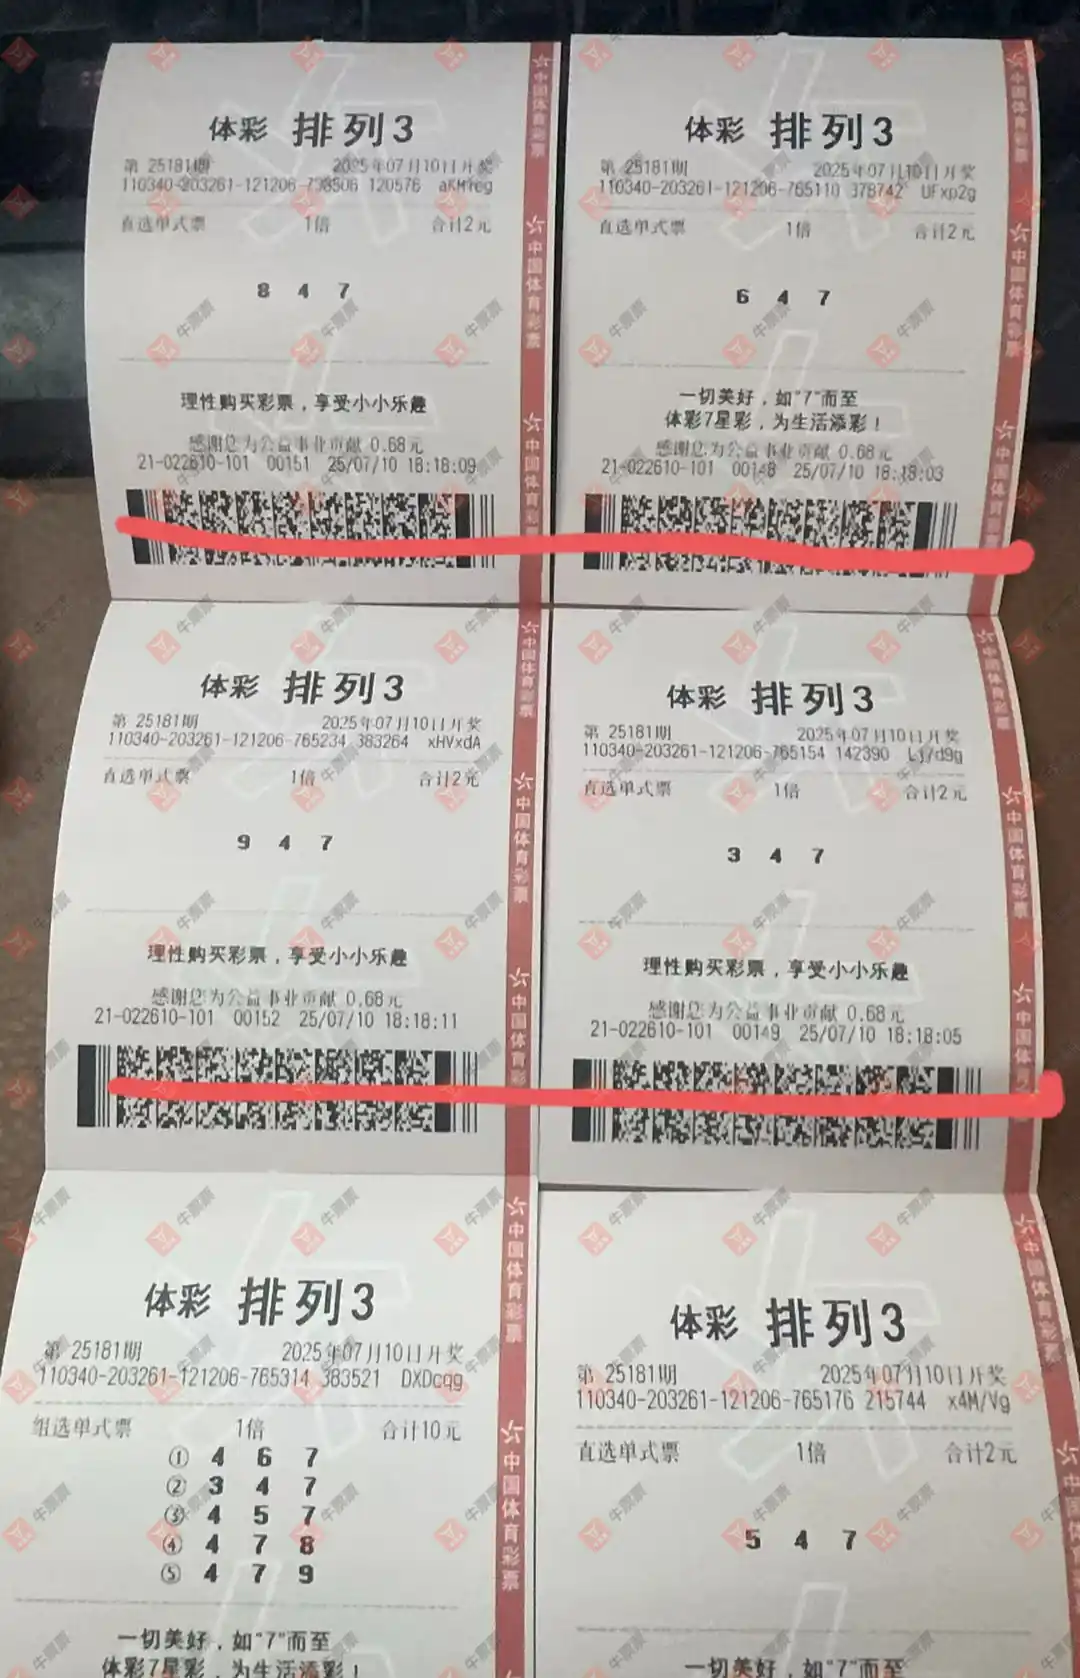 体彩 排列3
第 25181期 2025年07月10日开奖
110340-203261-121206-738506 120576 aKMYeg
直选单式票 1倍 合计2元
8 4 7
理性购买彩票，享受小小乐趣
感谢您为公益事业贡献 0.68元
21-022610-101 00151 25/07/10 18:18:09
体彩 排列3
第 25181期 2025年07月10日开奖
110340-203261-121206-765110 378742 UFxp2g
直选单式票 1倍 合计2元
6 4 7
一切美好，如"7"而至
体彩7星彩，为生活添彩！
感谢您为公益事业贡献 0.68元
21-022610-101 00148 25/07/10 18:18:03
体彩 排列3
第 25181期 2025年07月10日开奖
110340-203261-121206-765234 383264 xHVxdA
直选单式票 1倍 合计2元
9 4 7
理性购买彩票，享受小小乐趣
感谢您为公益事业贡献 0.68元
21-022610-101 00152 25/07/10 18:18:11
体彩 排列3
第 25181期 2025年07月10日开奖
110340-203261-121206-765154 142390 Lj/d9g
直选单式票 1倍 合计2元
3 4 7
理性购买彩票，享受小小乐趣
感谢您为公益事业贡献 0.68元
21-022610-101 00149 25/07/10 18:18:05
体彩 排列3
第 25181期 2025年07月10日开奖
110340-203261-121206-765314 383521 DXDcqg
组选单式票 1倍 合计10元
① 4 6 7
② 3 4 7
③ 4 5 7
④ 4 7 8
⑤ 4 7 9
一切美好，如"7"而至
体彩7星彩，为生活添彩！
体彩 排列3
第 25181期 2025年07月10日开奖
110340-203261-121206-765176 215744 x4M/Vg
直选单式票 1倍 合计2元
5 4 7
一切美好，如"7"而至
中国体育彩票
牛票票